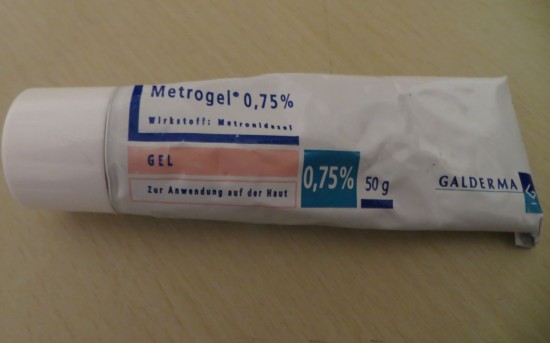 Metrogel® 0,75%
Wirkstoff: Metronidazol
GEL
Zur Anwendung auf der Haut
0,75%
50 g
GALDERMA